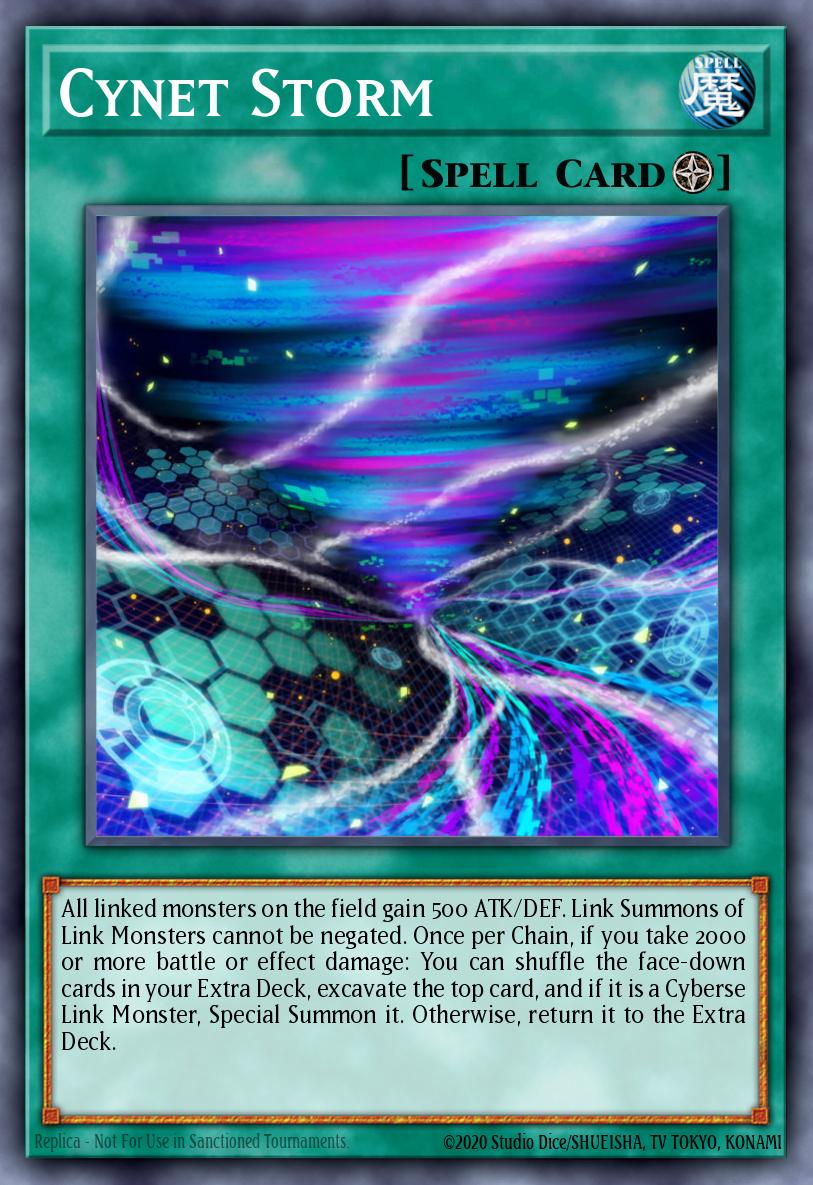 Cynet Storm
SPELL
魔
[Spell Card]
All linked monsters on the field gain 500 ATK/DEF. Link Summons of
Link Monsters cannot be negated. Once per Chain, if you take 2000
or more battle or effect damage: You can shuffle the face-down
cards in your Extra Deck, excavate the top card, and if it is a Cyberse
Link Monster, Special Summon it. Otherwise, return it to the Extra
Deck.
Replica - Not For Use in Sanctioned Tournaments.
©2020 Studio Dice/SHUEISHA, TV TOKYO, KONAMI